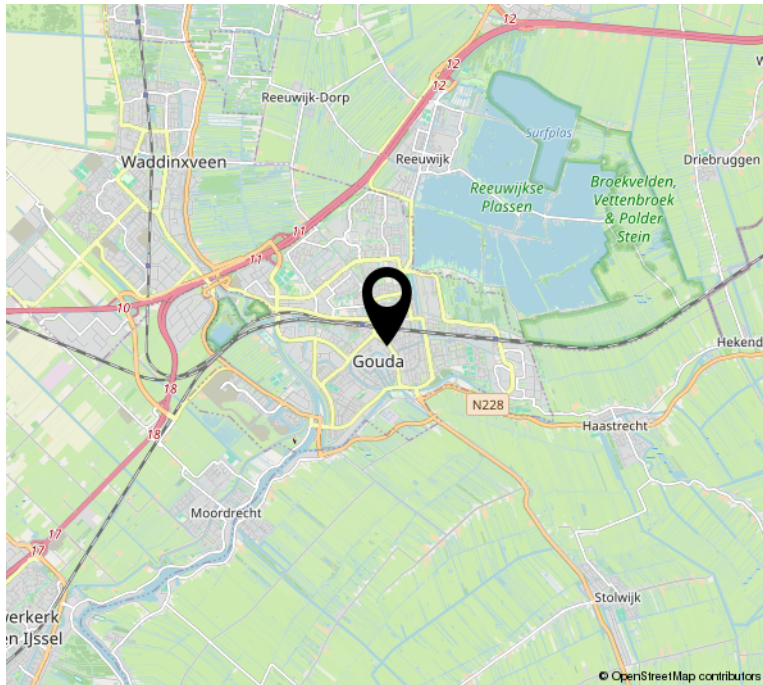 12
12
12
Reeuwijk-Dorp
W
Surfplas
Waddinxveen
Reeuwijk
Driebruggen
Reeuwijkse
Plassen
Broekvelden,
Vettenbroek
& Polder
Stein
11
11
10
Gouda
Hekend
18
N228
Haastrecht
18
Moordrecht
17
17
Stolwijk
werkerk
en IJssel
© OpenStreetMap contributors